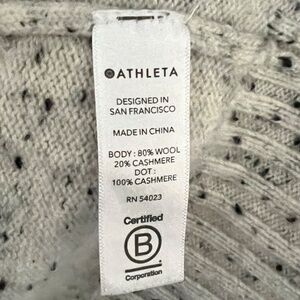 ATHLETA
DESIGNED IN
SAN FRANCISCO
MADE IN CHINA
BODY : 80% WOOL
20% CASHMERE
DOT :
100% CASHMERE
RN 54023
Certified
B
Corporation